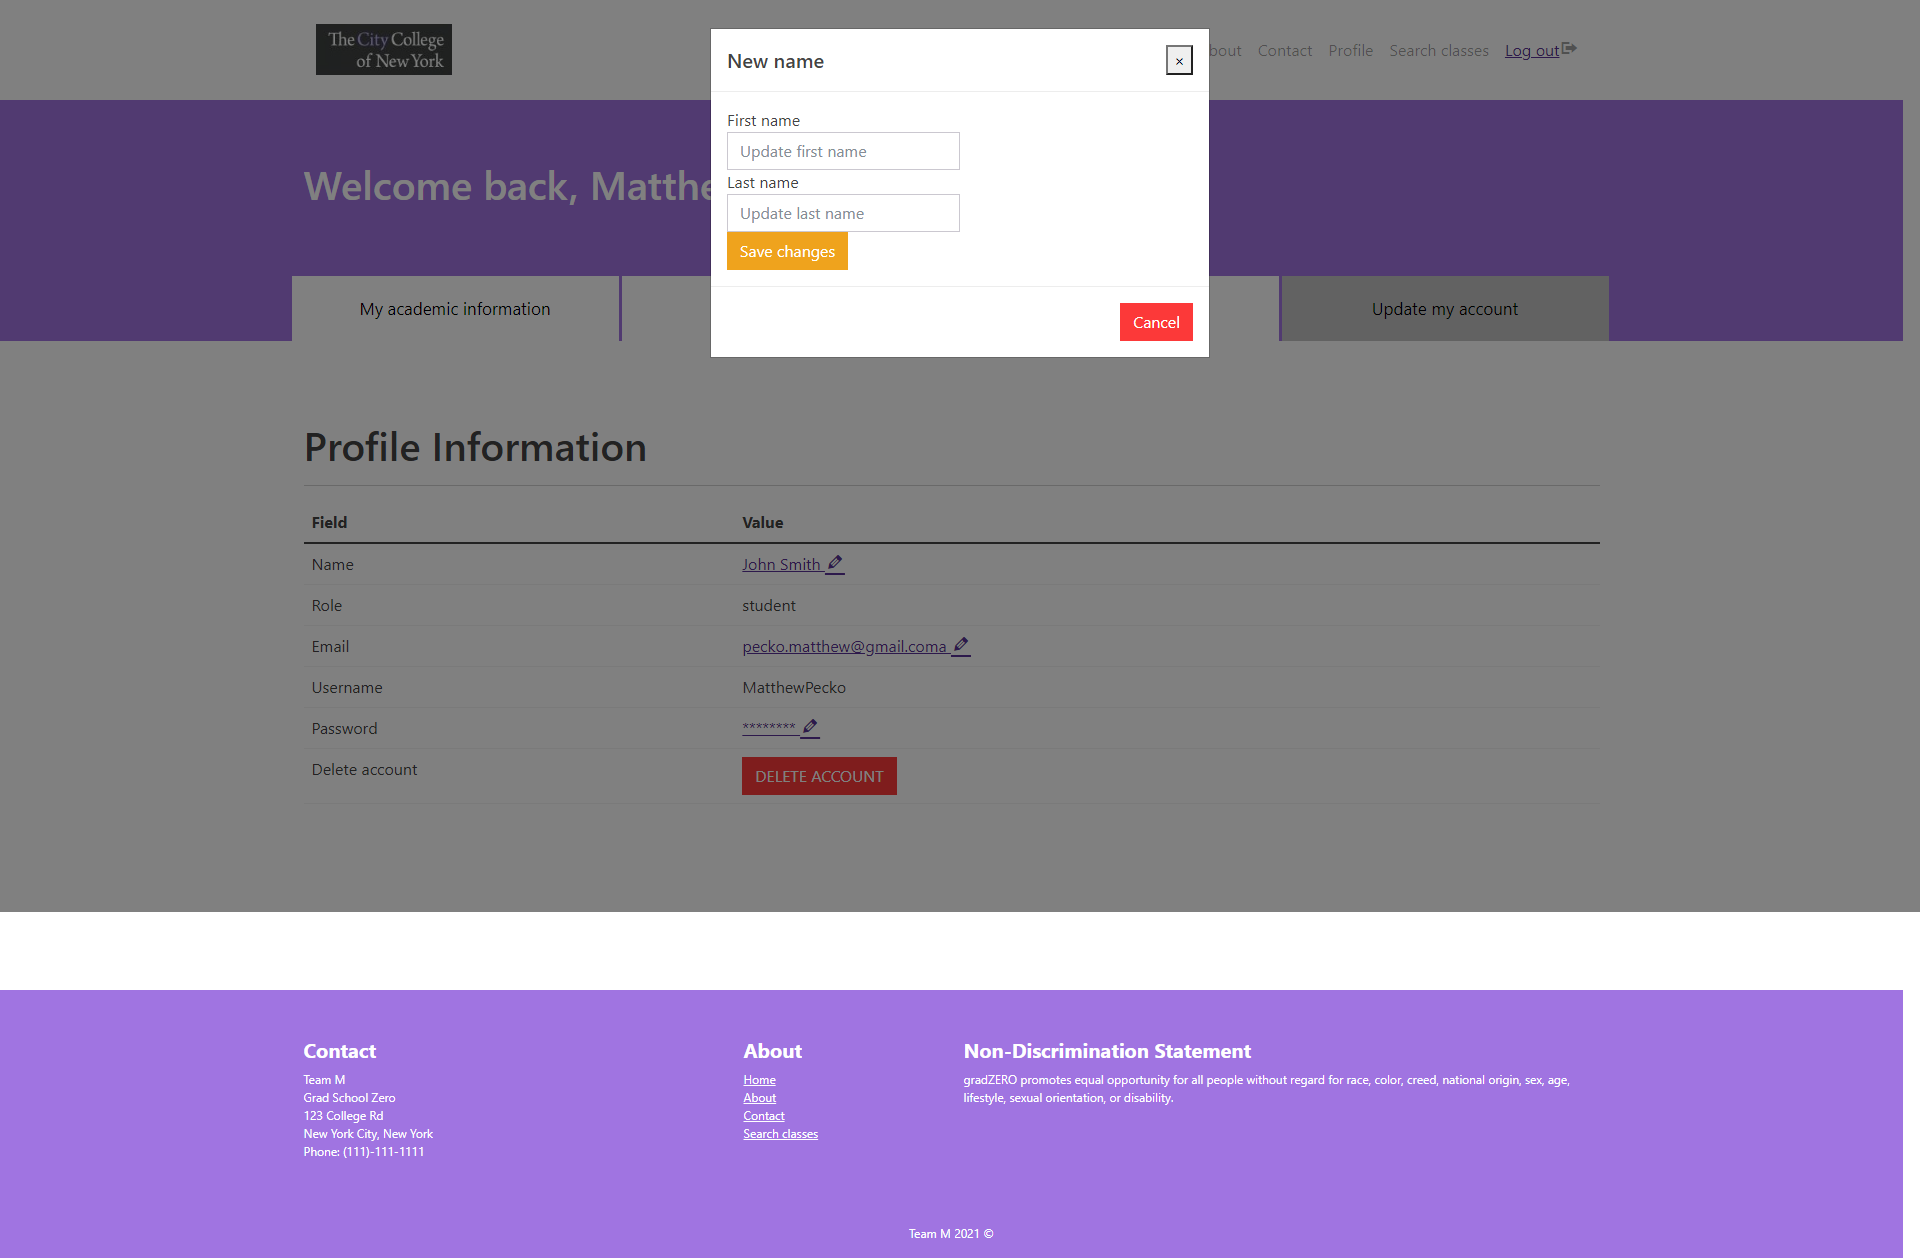 The City College
of New York
bout Contact Profile Search classes Log out
New name
×
First name
Update first name
Last name
Update last name
Save changes
Cancel
Welcome back, Matthe
My academic information
Update my account
Profile Information
Field Value
Name John Smith
Role student
Email pecko.matthew@gmail.coma
Username MatthewPecko
Password ********
Delete account DELETE ACCOUNT
Contact
Team M
Grad School Zero
123 College Rd
New York City, New York
Phone: (111)-111-1111
About
Home
About
Contact
Search classes
Non-Discrimination Statement
gradZERO promotes equal opportunity for all people without regard for race, color, creed, national origin, sex, age,
lifestyle, sexual orientation, or disability.
Team M 2021 ©